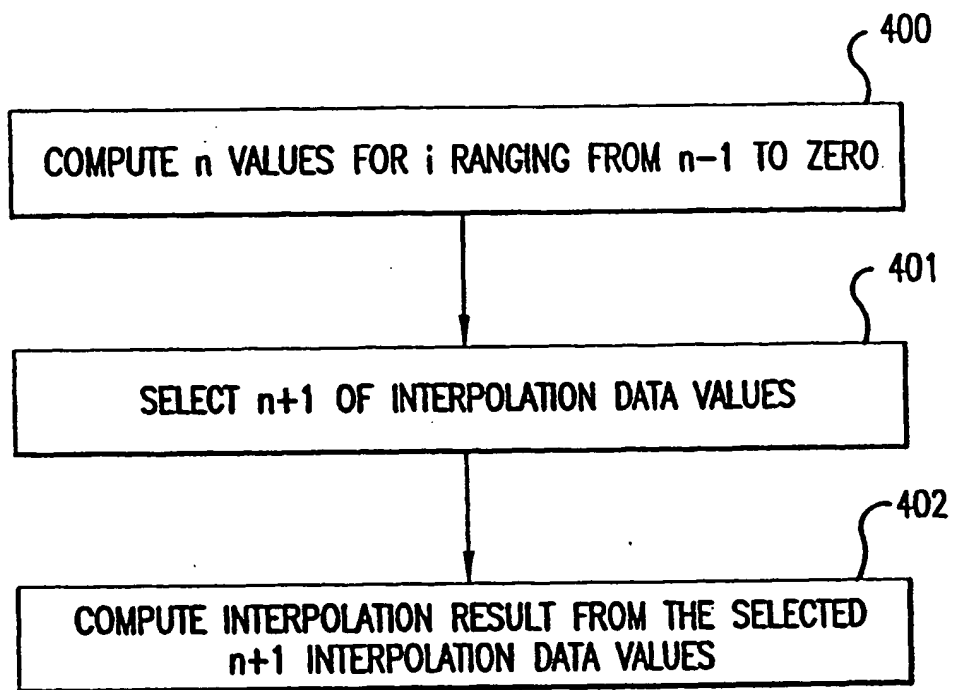 400
COMPUTE n VALUES FOR i RANGING FROM n-1 TO ZERO
401
SELECT n+1 OF INTERPOLATION DATA VALUES
402
COMPUTE INTERPOLATION RESULT FROM THE SELECTED
n+1 INTERPOLATION DATA VALUES